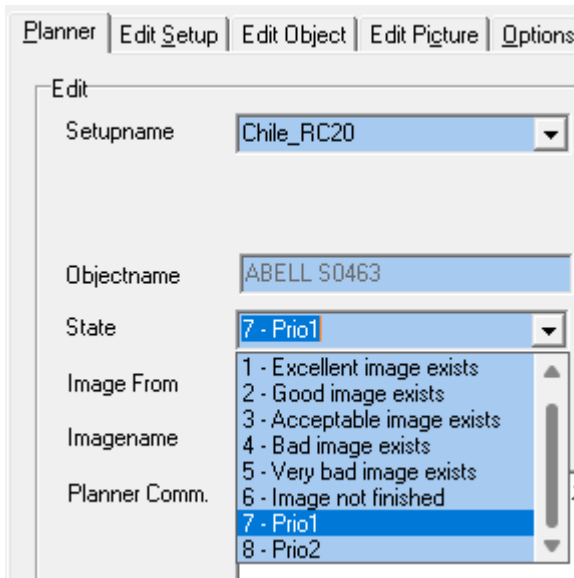 Planner Edit Setup Edit Object Edit Picture Options
Edit
Setupname Chile_RC20
Objectname ABELL S0463
State 7 - Prio1
1 - Excellent image exists
Image From
2 - Good image exists
3 - Acceptable image exists
Imagename
4 - Bad image exists
5 - Very bad image exists
Planner Comm.
6 - Image not finished
7 - Prio1
8 - Prio2